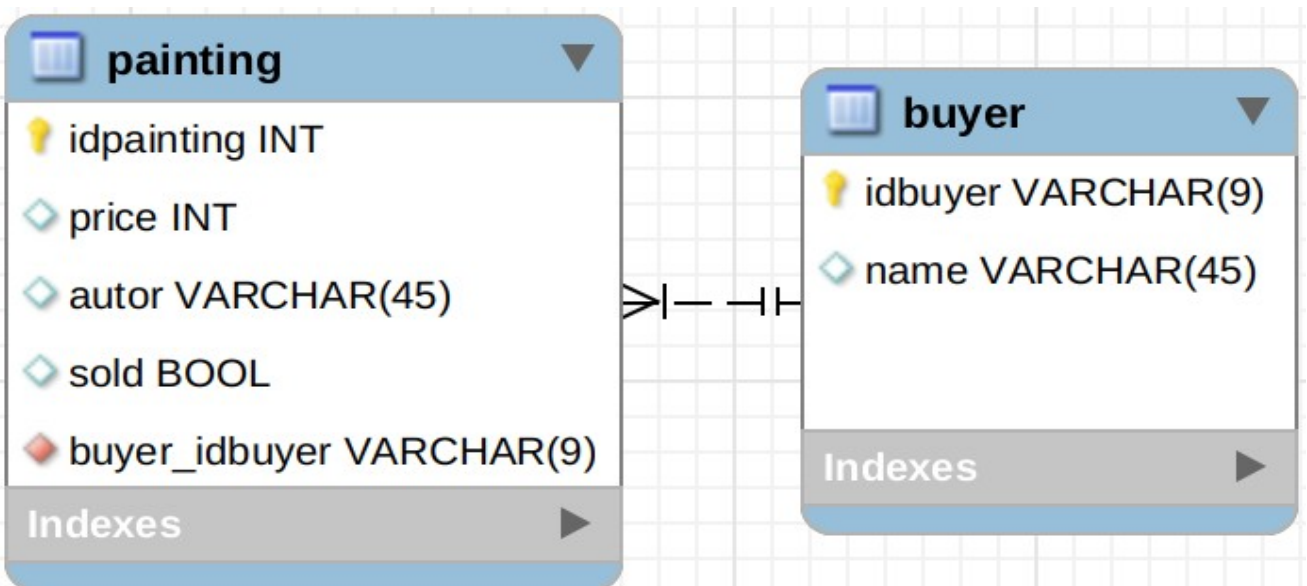 painting
idpainting INT
price INT
autor VARCHAR(45)
sold BOOL
buyer_idbuyer VARCHAR(9)
Indexes
buyer
idbuyer VARCHAR(9)
name VARCHAR(45)
Indexes